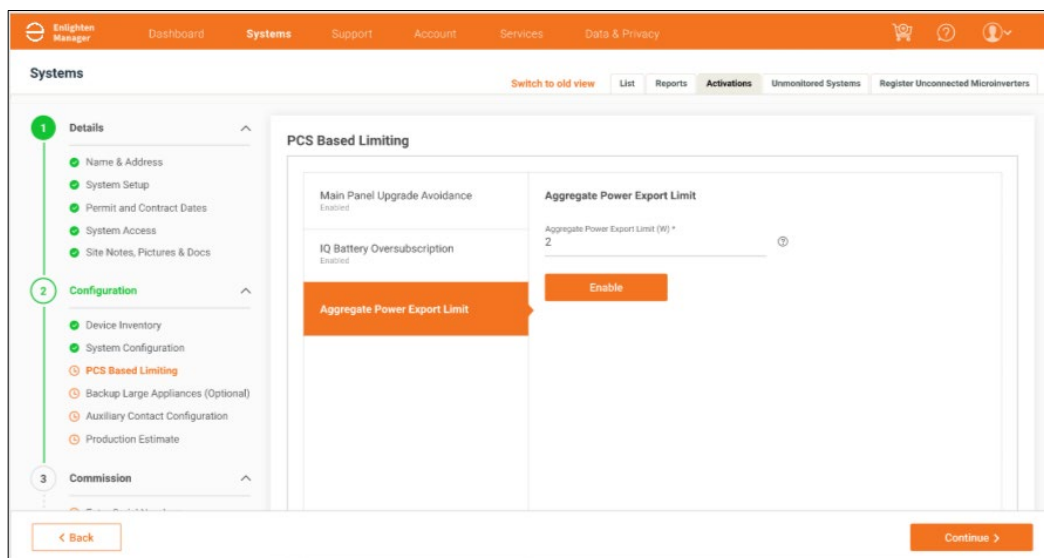 Enlighten Manager Dashboard Systems Support Account Services Data & Privacy
Systems
Switch to old view List Reports Activations Unmonitored Systems Register Unconnected Microinverters
1 Details
Name & Address
System Setup
Permit and Contract Dates
System Access
Site Notes, Pictures & Docs
2 Configuration
Device Inventory
System Configuration
PCS Based Limiting
Backup Large Appliances (Optional)
Auxiliary Contact Configuration
Production Estimate
3 Commission
PCS Based Limiting
Main Panel Upgrade Avoidance
Enabled
IQ Battery Oversubscription
Enabled
Aggregate Power Export Limit
Aggregate Power Export Limit
Aggregate Power Export Limit (W) *
2
Enable
< Back
Continue >